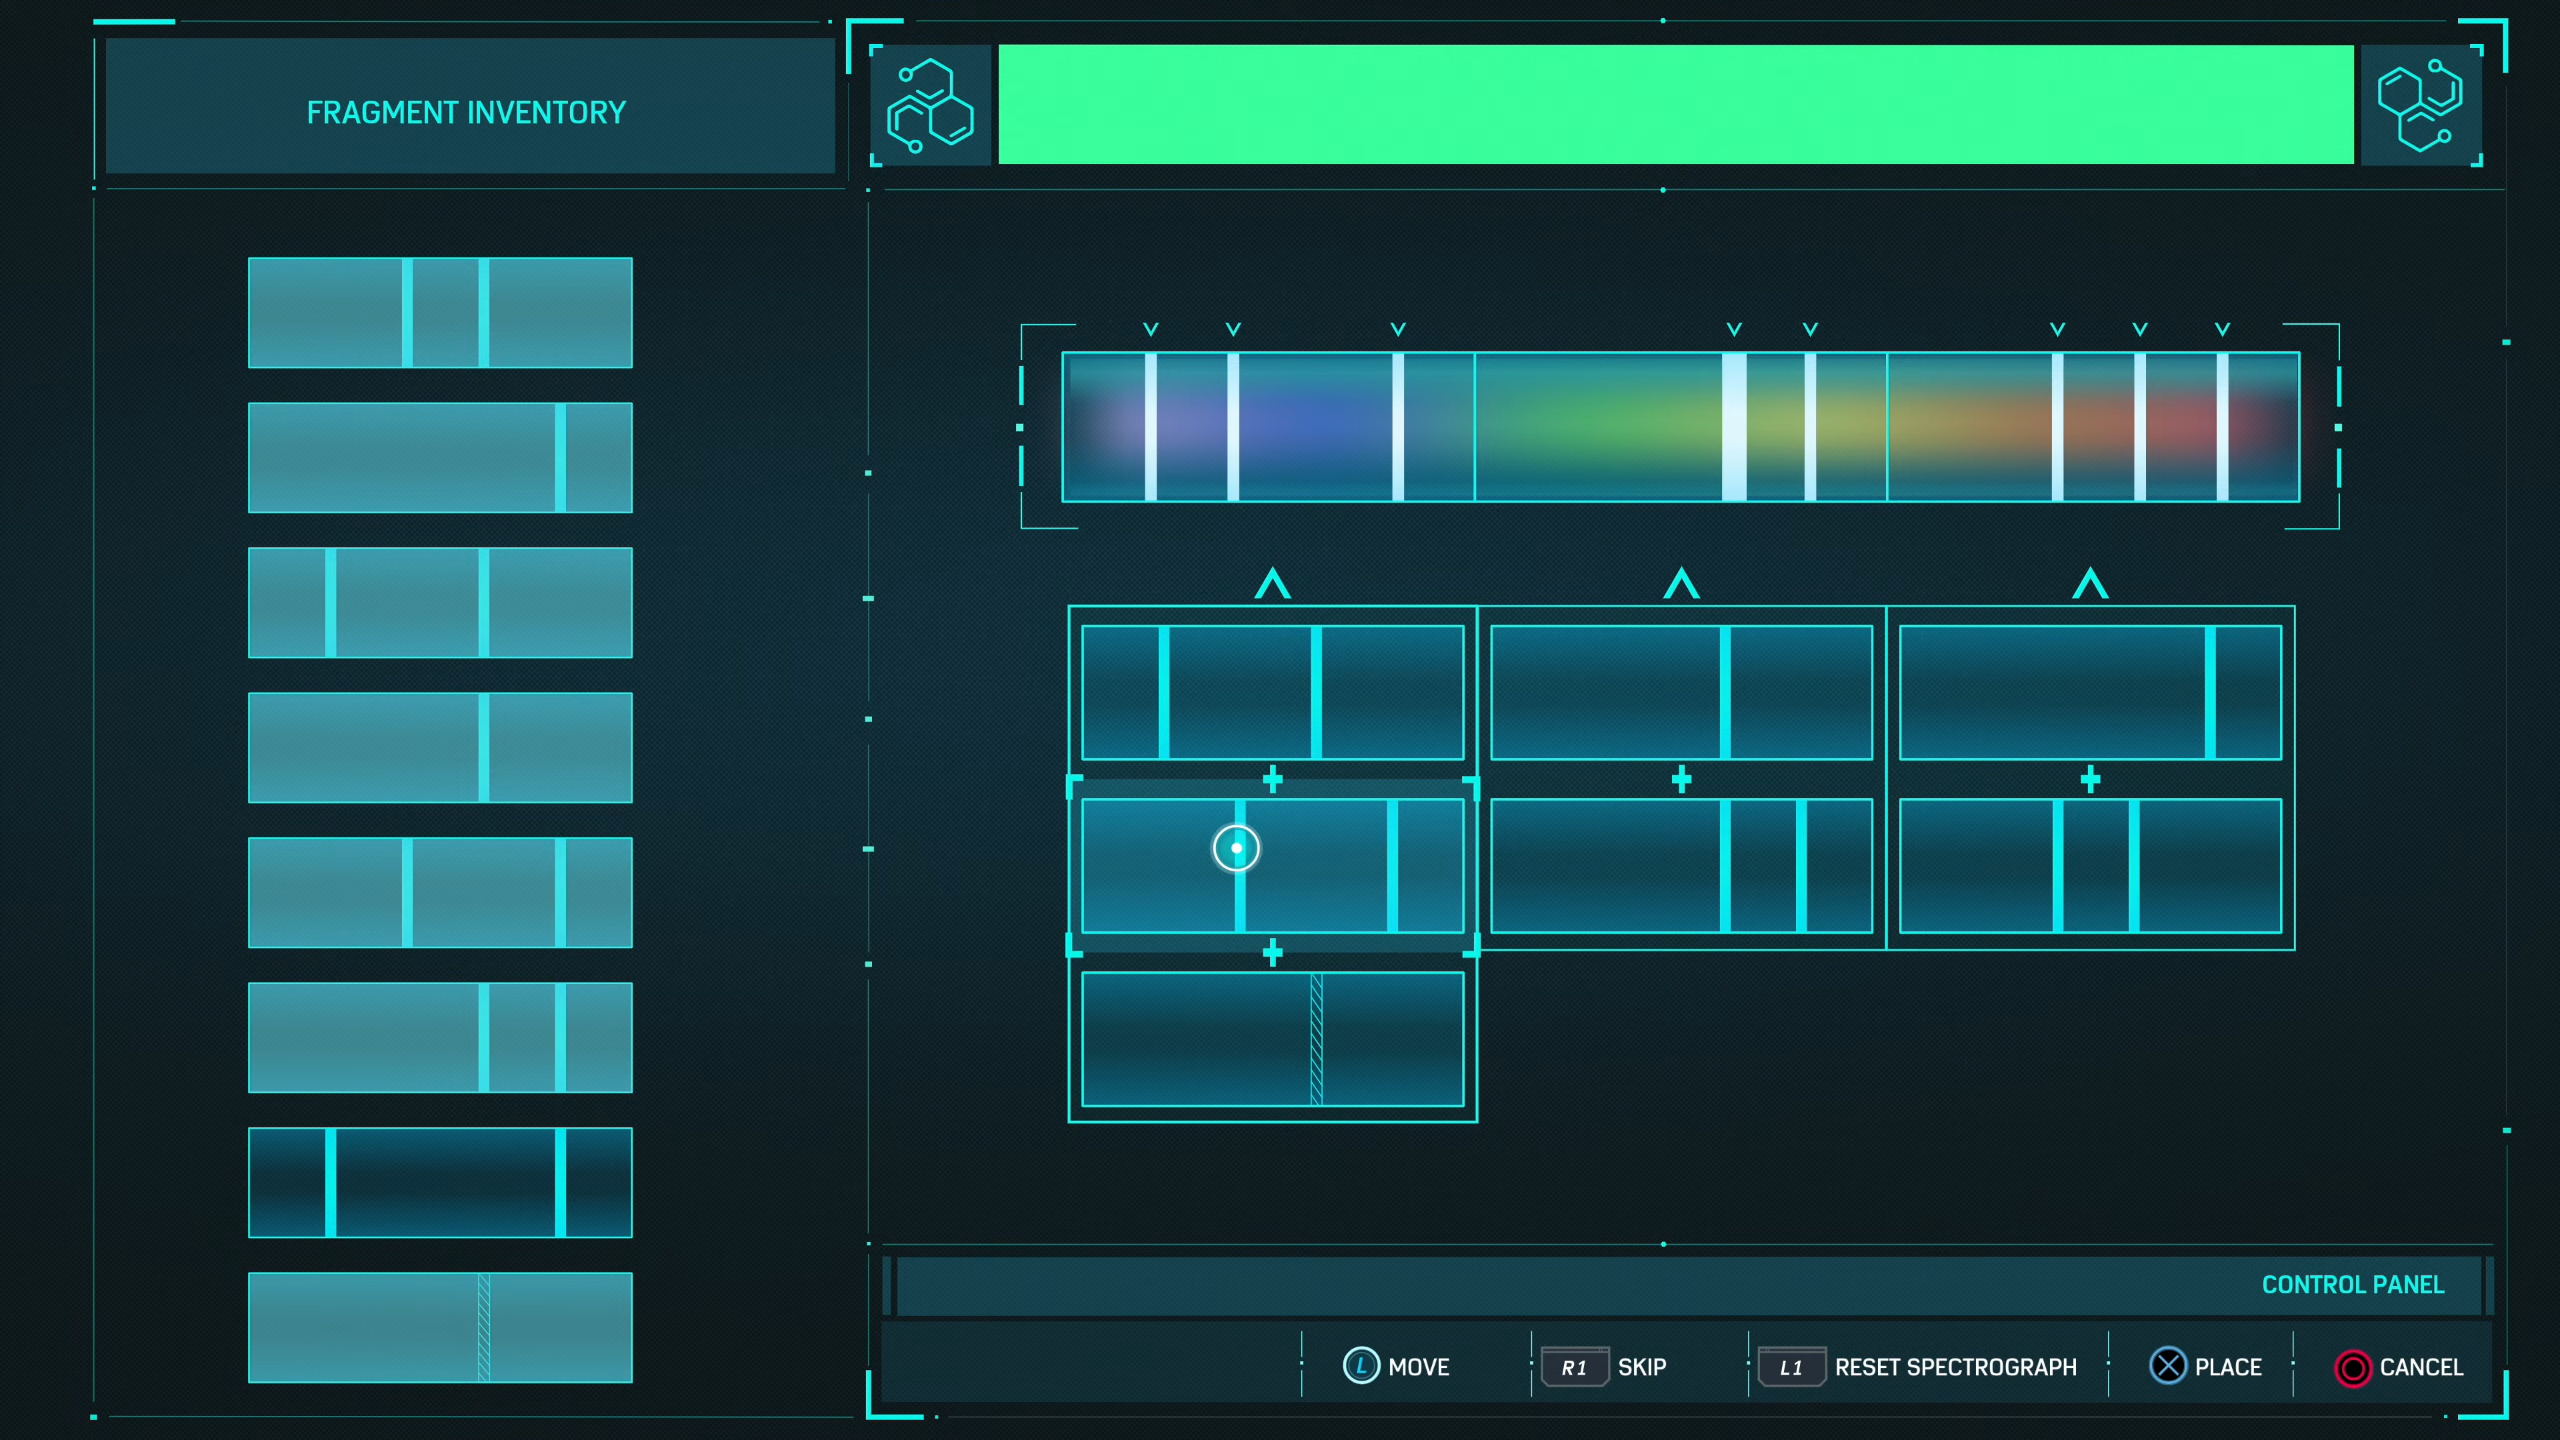 FRAGMENT INVENTORY
CONTROL PANEL
L MOVE
R1 SKIP
L1 RESET SPECTROGRAPH
PLACE
CANCEL